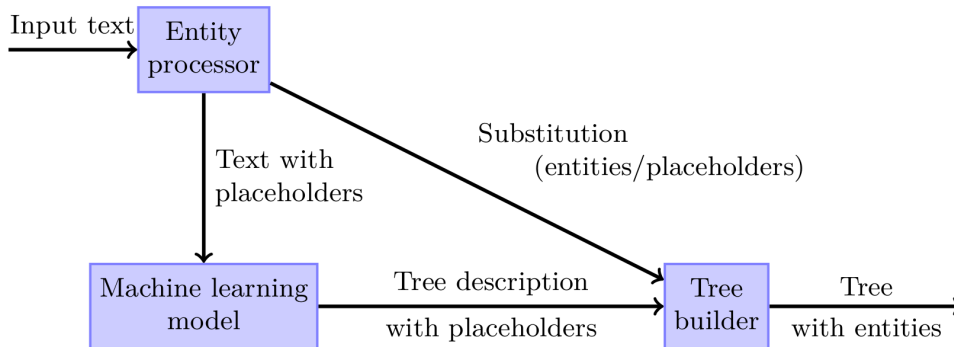 Input text
Entity
processor
Substitution
(entities/placeholders)
Text with
placeholders
Machine learning
model
Tree description
with placeholders
Tree
builder
Tree
with entities